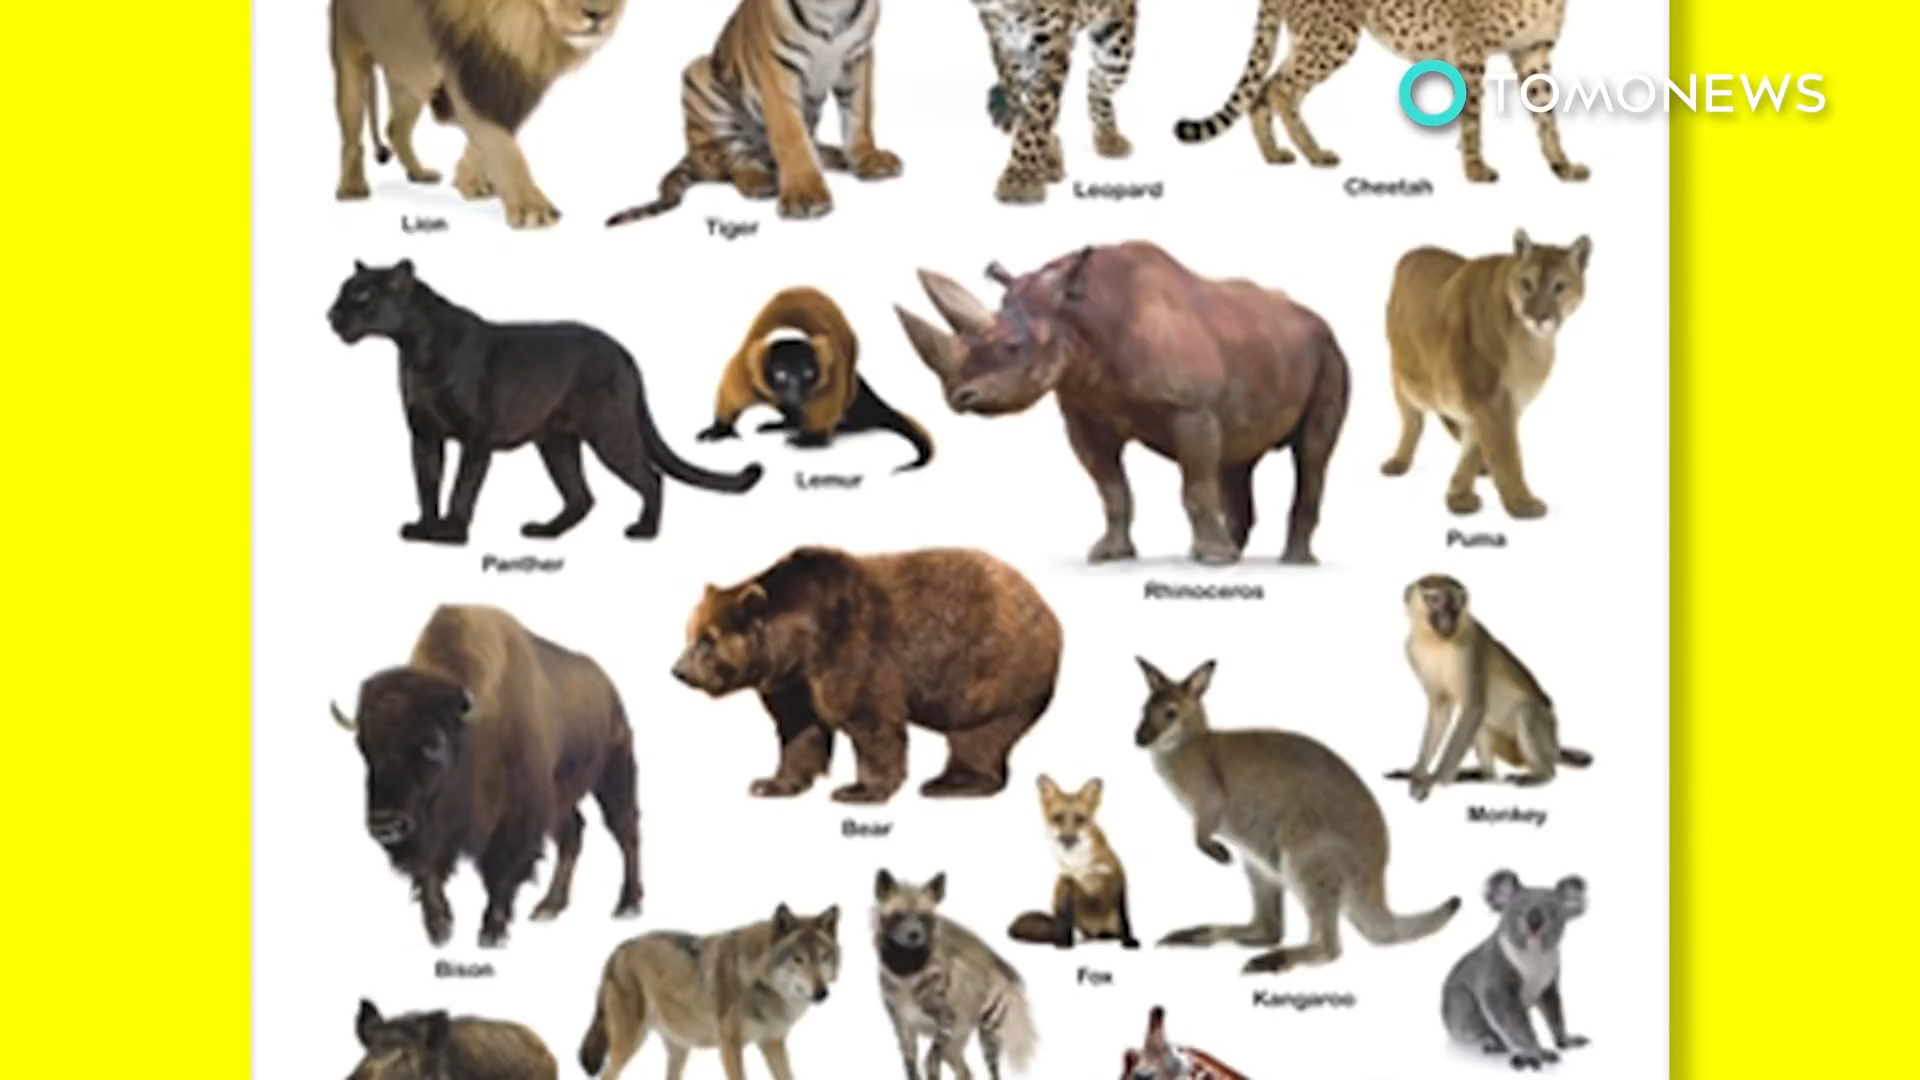 TOMONEWS
Leopard
Cheetah
Lion
Tiger
Lemur
Puma
Panther
Rhinoceros
Monkey
Bear
Bison
Fox
Kangaroo